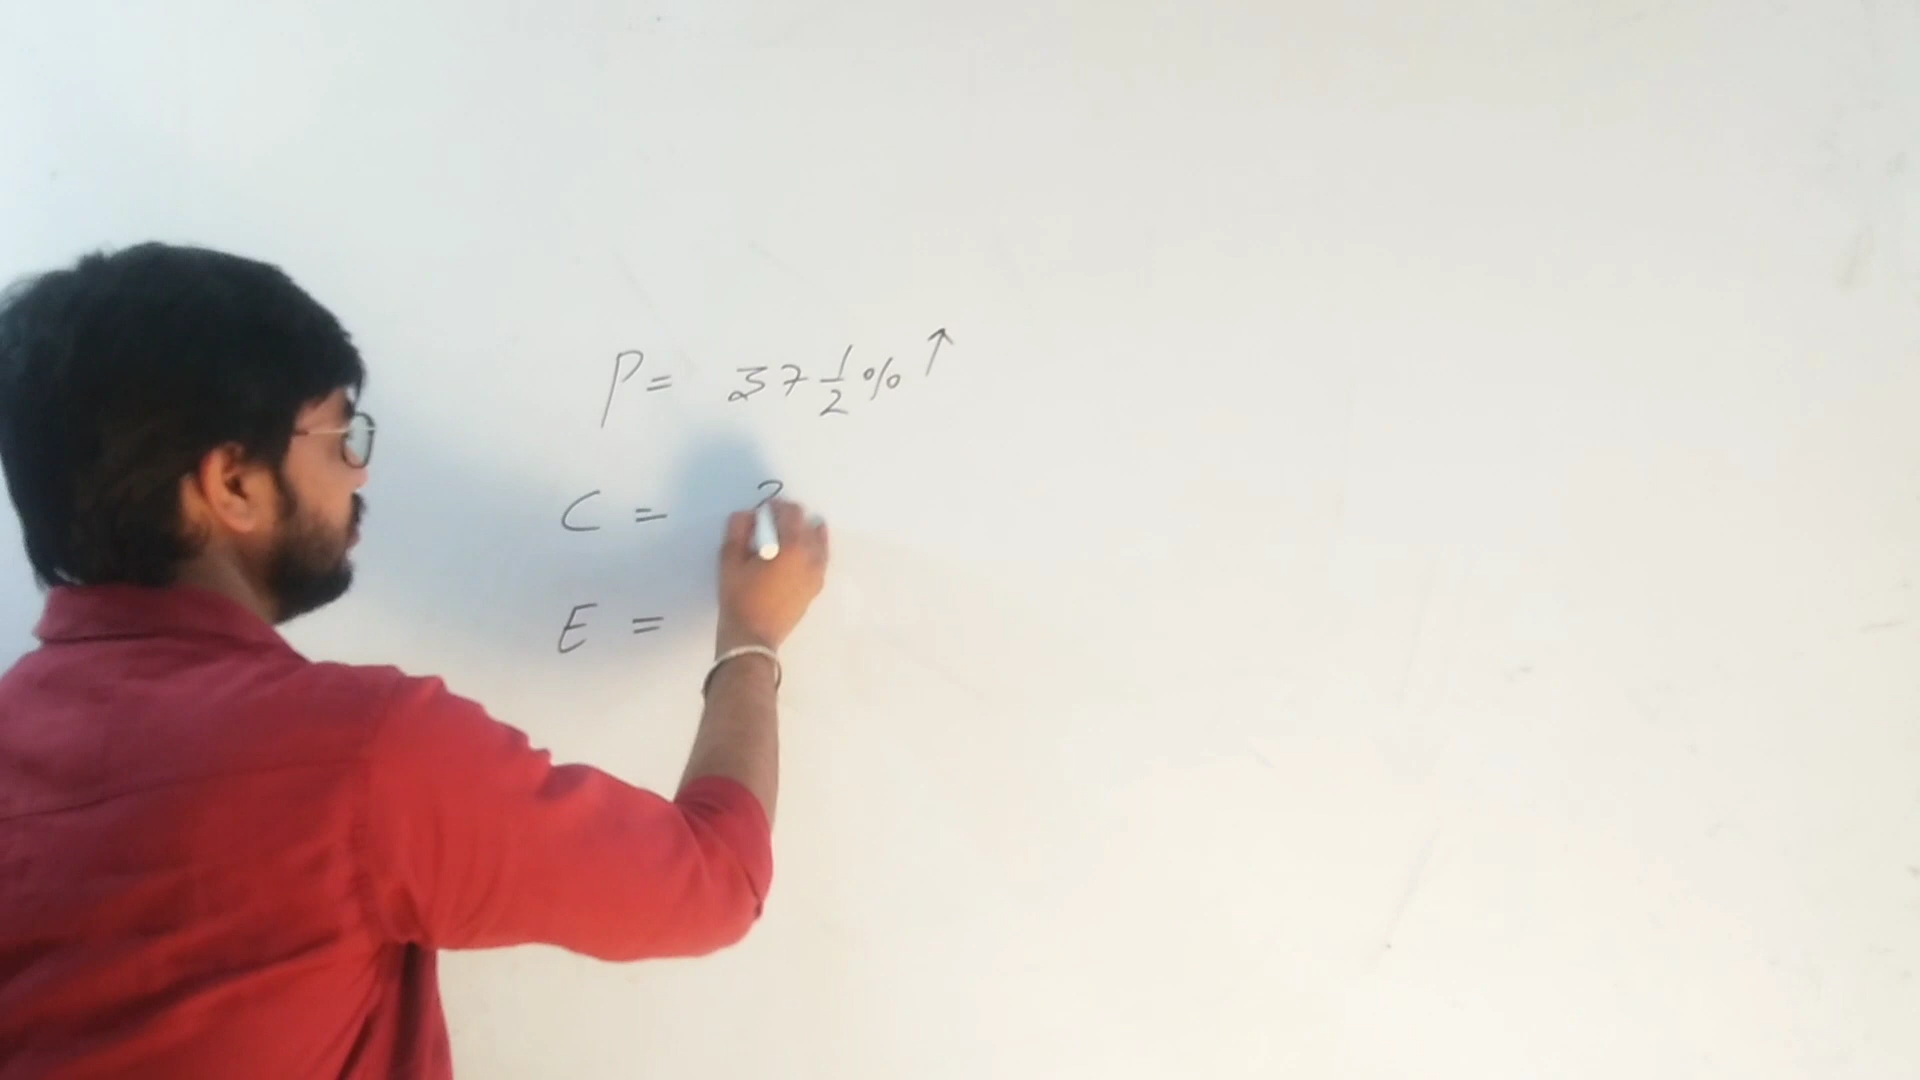 P = 37 1/2 % ↑
C =
E =